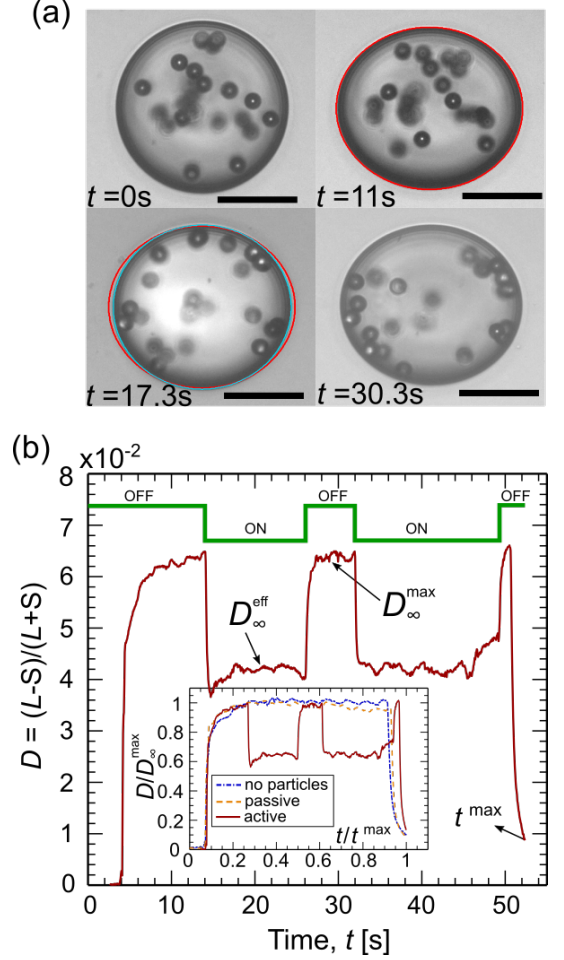 (a)
t =0s
t =11s
t =17.3s
t =30.3s
(b)
8 x10⁻²
OFF
OFF
OFF
ON
ON
7
6
5
4
3
2
1
0
D = (L-S)/(L+S)
D∞^eff
D∞^max
t^max
1
0.8
0.6
0.4
0.2
0
D/D∞^max
no particles
passive
active
t/t^max
0 0.2 0.4 0.6 0.8 1
0 10 20 30 40 50
Time, t [s]